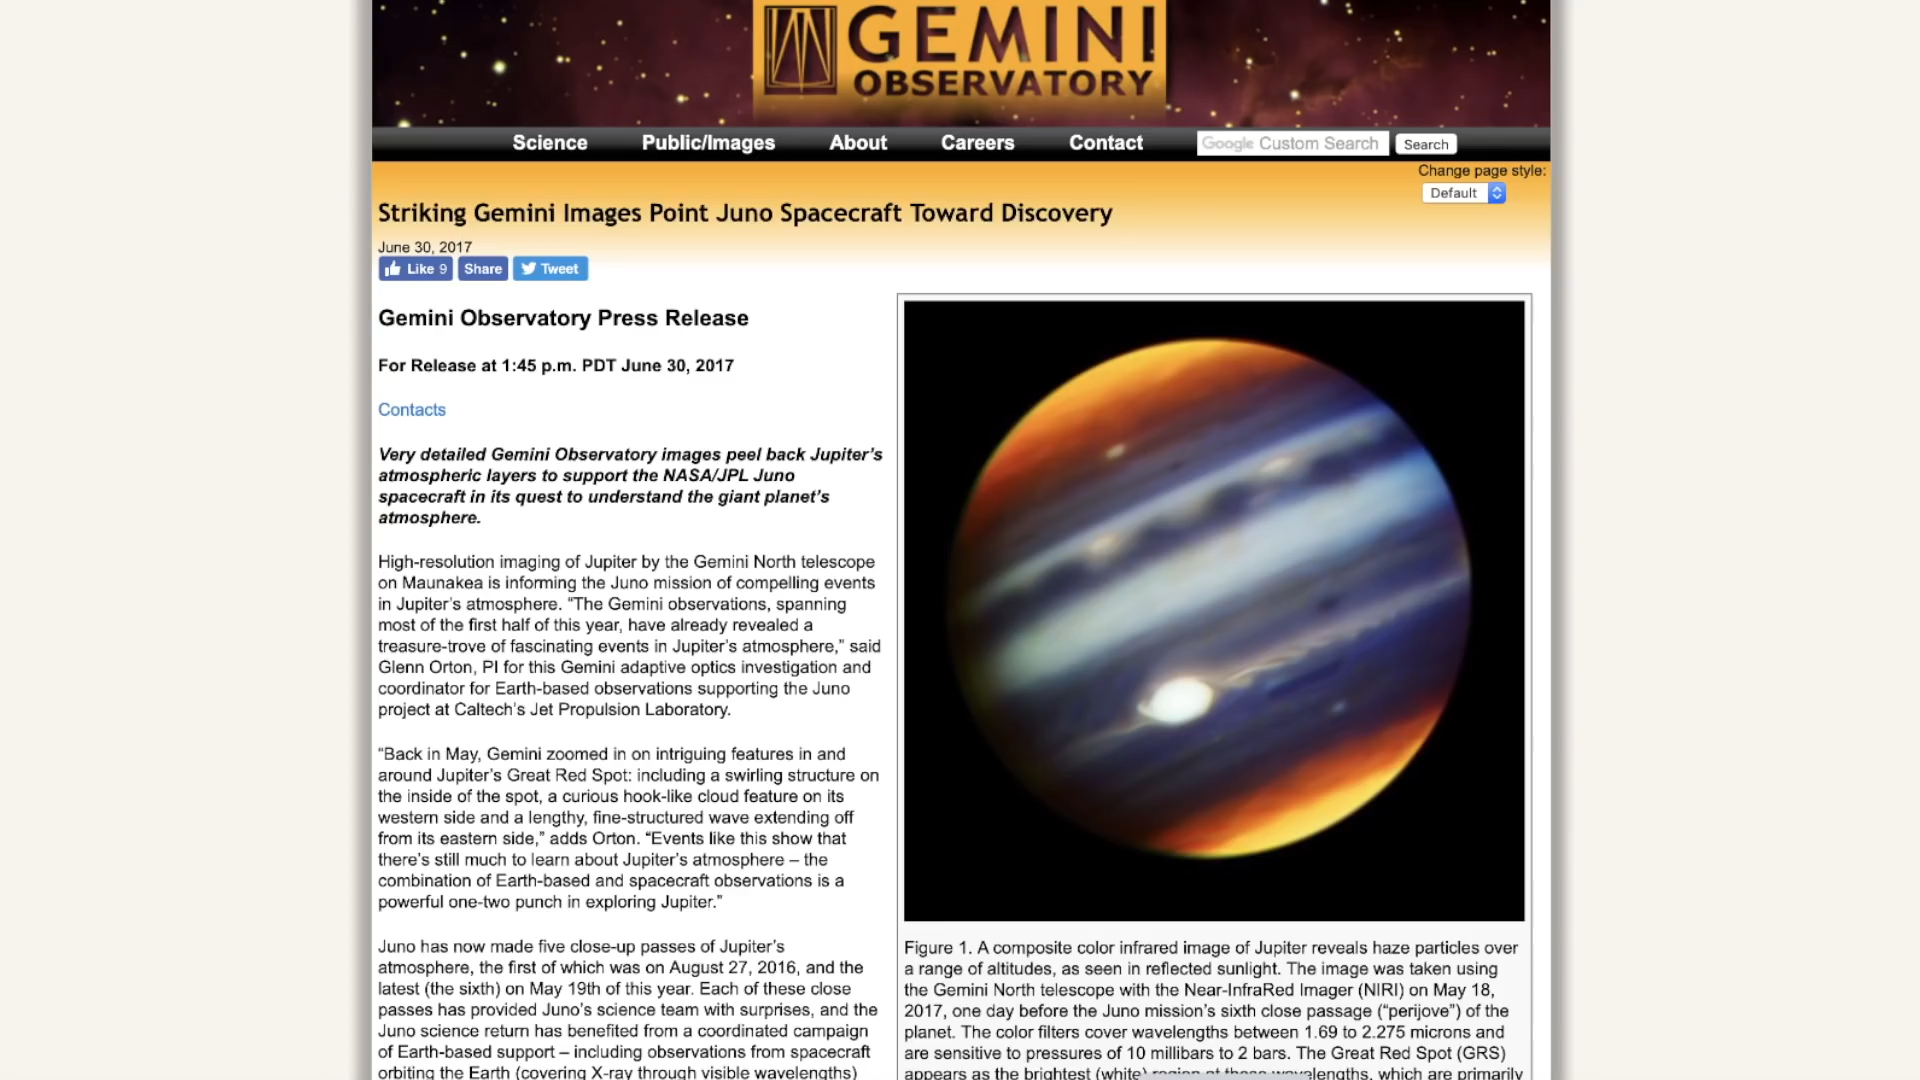 GEMINI
OBSERVATORY
Science Public/Images About Careers Contact Google Custom Search Search
Change page style:
Default
Striking Gemini Images Point Juno Spacecraft Toward Discovery
June 30, 2017
Like 9 Share Tweet
Gemini Observatory Press Release
For Release at 1:45 p.m. PDT June 30, 2017
Contacts
Very detailed Gemini Observatory images peel back Jupiter’s
atmospheric layers to support the NASA/JPL Juno
spacecraft in its quest to understand the giant planet’s
atmosphere.
High-resolution imaging of Jupiter by the Gemini North telescope
on Maunakea is informing the Juno mission of compelling events
in Jupiter’s atmosphere. “The Gemini observations, spanning
most of the first half of this year, have already revealed a
treasure-trove of fascinating events in Jupiter’s atmosphere,” said
Glenn Orton, PI for this Gemini adaptive optics investigation and
coordinator for Earth-based observations supporting the Juno
project at Caltech’s Jet Propulsion Laboratory.
“Back in May, Gemini zoomed in on intriguing features in and
around Jupiter’s Great Red Spot: including a swirling structure on
the inside of the spot, a curious hook-like cloud feature on its
western side and a lengthy, fine-structured wave extending off
from its eastern side,” adds Orton. “Events like this show that
there’s still much to learn about Jupiter’s atmosphere – the
combination of Earth-based and spacecraft observations is a
powerful one-two punch in exploring Jupiter.”
Juno has now made five close-up passes of Jupiter’s
atmosphere, the first of which was on August 27, 2016, and the
latest (the sixth) on May 19th of this year. Each of these close
passes has provided Juno’s science team with surprises, and the
Juno science return has benefited from a coordinated campaign
of Earth-based support – including observations from spacecraft
orbiting the Earth (covering X-ray through visible wavelengths)
Figure 1. A composite color infrared image of Jupiter reveals haze particles over
a range of altitudes, as seen in reflected sunlight. The image was taken using
the Gemini North telescope with the Near-InfraRed Imager (NIRI) on May 18,
2017, one day before the Juno mission’s sixth close passage (“perijove”) of the
planet. The color filters cover wavelengths between 1.69 to 2.275 microns and
are sensitive to pressures of 10 millibars to 2 bars. The Great Red Spot (GRS)
appears as the brightest (white) region at these wavelengths, which are primarily